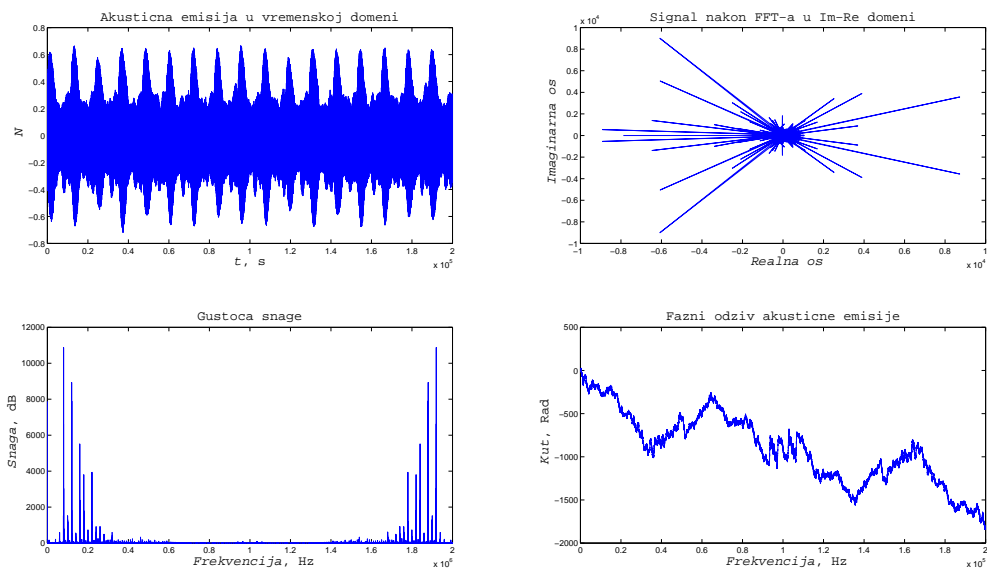 Akusticna emisija u vremenskoj domeni
N
0.8
0.6
0.4
0.2
0
−0.2
−0.4
−0.6
−0.8
0 0.2 0.4 0.6 0.8 1 1.2 1.4 1.6 1.8 2
x 10^5
t, s
Signal nakon FFT−a u Im−Re domeni
x 10^4
Imaginarna os
1
0.8
0.6
0.4
0.2
0
−0.2
−0.4
−0.6
−0.8
−1
−1 −0.8 −0.6 −0.4 −0.2 0 0.2 0.4 0.6 0.8 1
x 10^4
Realna os
Gustoca snage
Snaga, dB
12000
10000
8000
6000
4000
2000
0
0 0.2 0.4 0.6 0.8 1 1.2 1.4 1.6 1.8 2
x 10^6
Frekvencija, Hz
Fazni odziv akusticne emisije
Kut, Rad
500
0
−500
−1000
−1500
−2000
0 0.2 0.4 0.6 0.8 1 1.2 1.4 1.6 1.8 2
x 10^5
Frekvencija, Hz